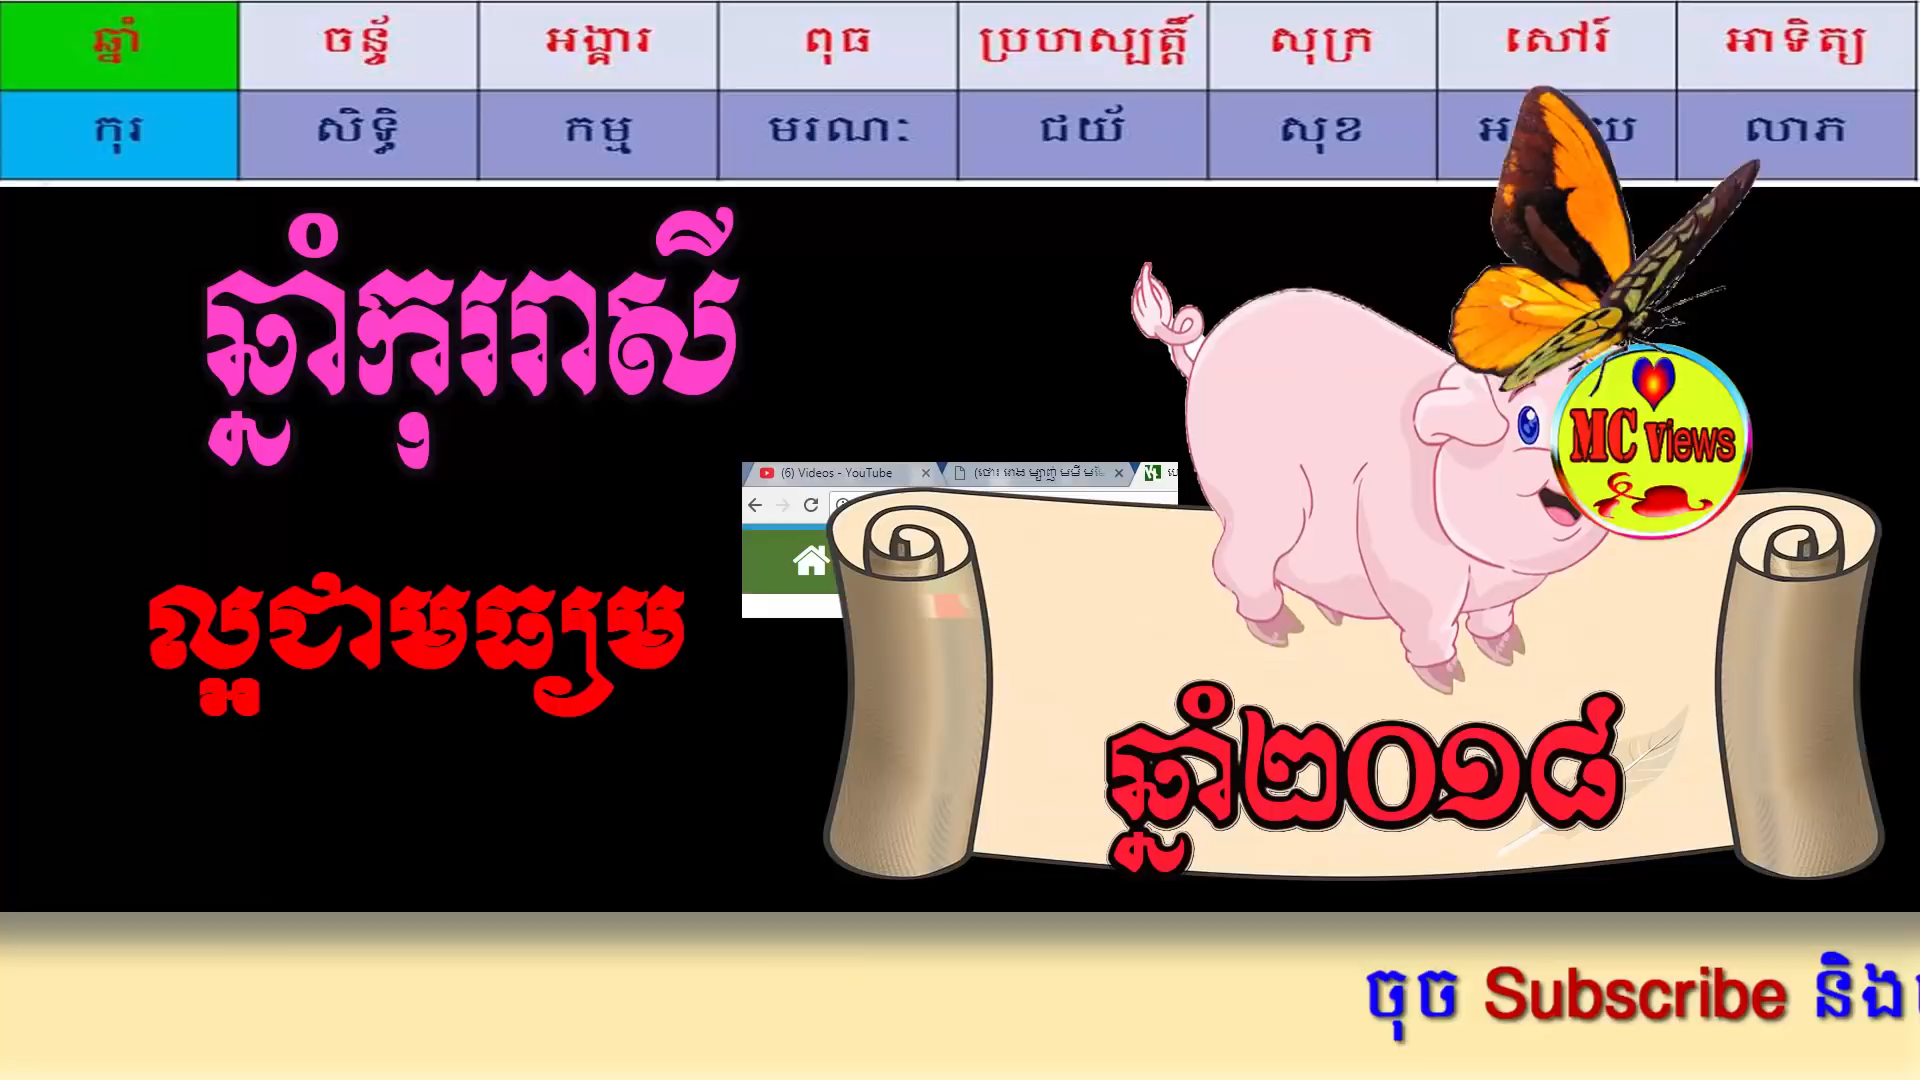 ឆ្នាំ ចន្ទ័ អង្គារ ពុធ ប្រហស្បត្តិ៍ សុក្រ សៅរ៍ អាទិត្យ
កុរ សិទ្ធិ កម្ម មរណៈ ជយ័ សុខ លាភ
ឆ្នាំកុររាសី
MC Views
(6) Videos - YouTube
ល្អជាមធ្យម
ឆ្នាំ២០១៨
ចុច Subscribe និង